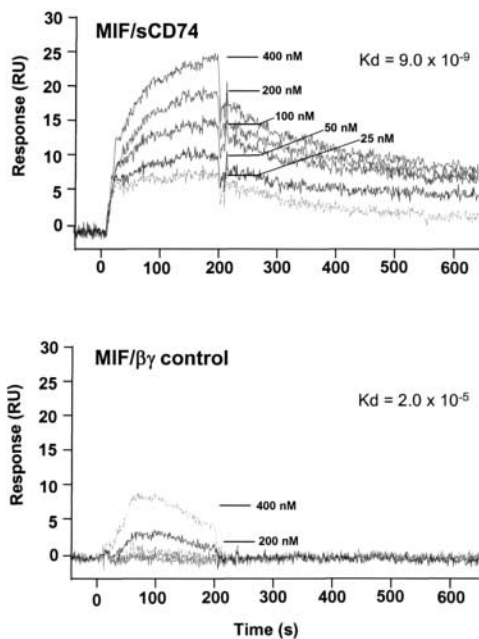 MIF/sCD74
Kd = 9.0 x 10-9
Response (RU)
30
25
20
15
10
5
0
400 nM
200 nM
100 nM
50 nM
25 nM
0 100 200 300 400 500 600
MIF/βγ control
Kd = 2.0 x 10-5
Response (RU)
30
25
20
15
10
5
0
400 nM
200 nM
0 100 200 300 400 500 600
Time (s)